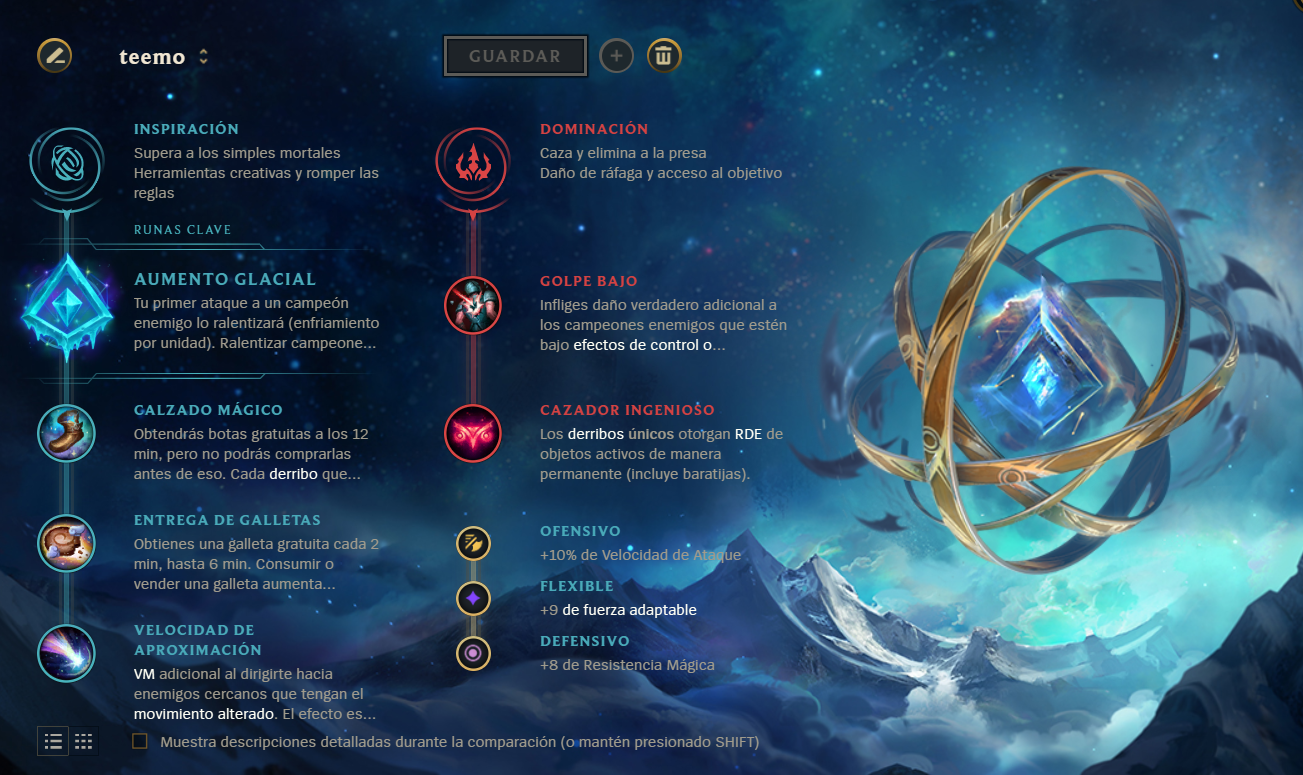 teemo
GUARDAR
INSPIRACIÓN
Supera a los simples mortales
Herramientas creativas y romper las
reglas
RUNAS CLAVE
AUMENTO GLACIAL
Tu primer ataque a un campeón
enemigo lo ralentizará (enfriamiento
por unidad). Ralentizar campeone...
CALZADO MÁGICO
Obtendrás botas gratuitas a los 12
min, pero no podrás comprarlas
antes de eso. Cada derribo que...
ENTREGA DE GALLETAS
Obtienes una galleta gratuita cada 2
min, hasta 6 min. Consumir o
vender una galleta aumenta...
VELOCIDAD DE
APROXIMACIÓN
VM adicional al dirigirte hacia
enemigos cercanos que tengan el
movimiento alterado. El efecto es...
DOMINACIÓN
Caza y elimina a la presa
Daño de ráfaga y acceso al objetivo
GOLPE BAJO
Infliges daño verdadero adicional a
los campeones enemigos que estén
bajo efectos de control o...
CAZADOR INGENIOSO
Los derribos únicos otorgan RDE de
objetos activos de manera
permanente (incluye baratijas).
OFENSIVO
+10% de Velocidad de Ataque
FLEXIBLE
+9 de fuerza adaptable
DEFENSIVO
+8 de Resistencia Mágica
Muestra descripciones detalladas durante la comparación (o mantén presionado SHIFT)